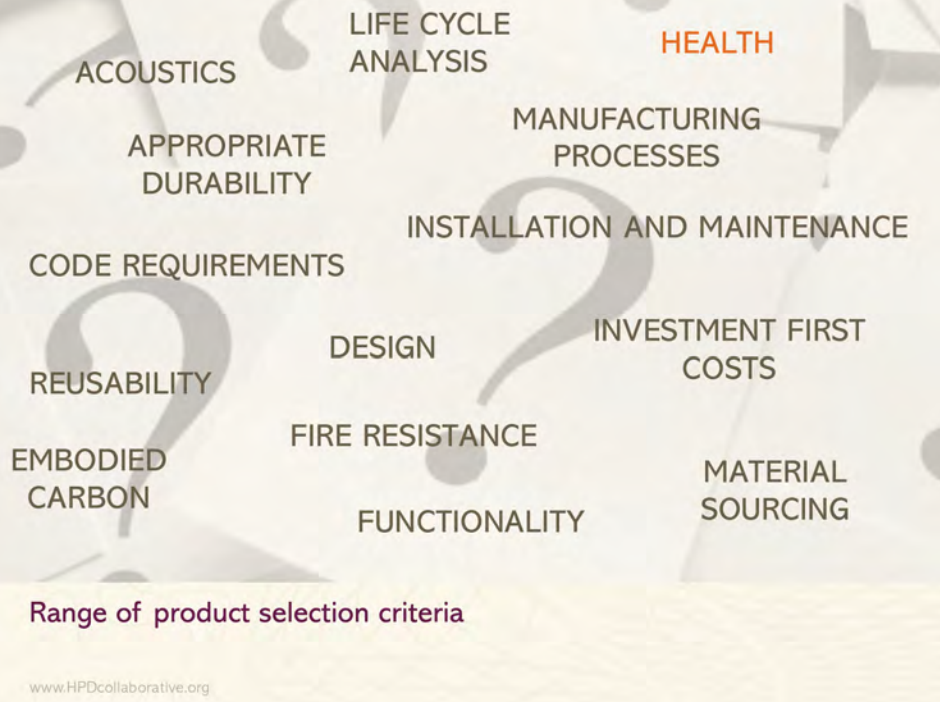 LIFE CYCLE
ANALYSIS
HEALTH
ACOUSTICS
MANUFACTURING
PROCESSES
APPROPRIATE
DURABILITY
INSTALLATION AND MAINTENANCE
CODE REQUIREMENTS
INVESTMENT FIRST
COSTS
DESIGN
REUSABILITY
FIRE RESISTANCE
EMBODIED
CARBON
MATERIAL
SOURCING
FUNCTIONALITY
Range of product selection criteria
www.HPDcollaborative.org